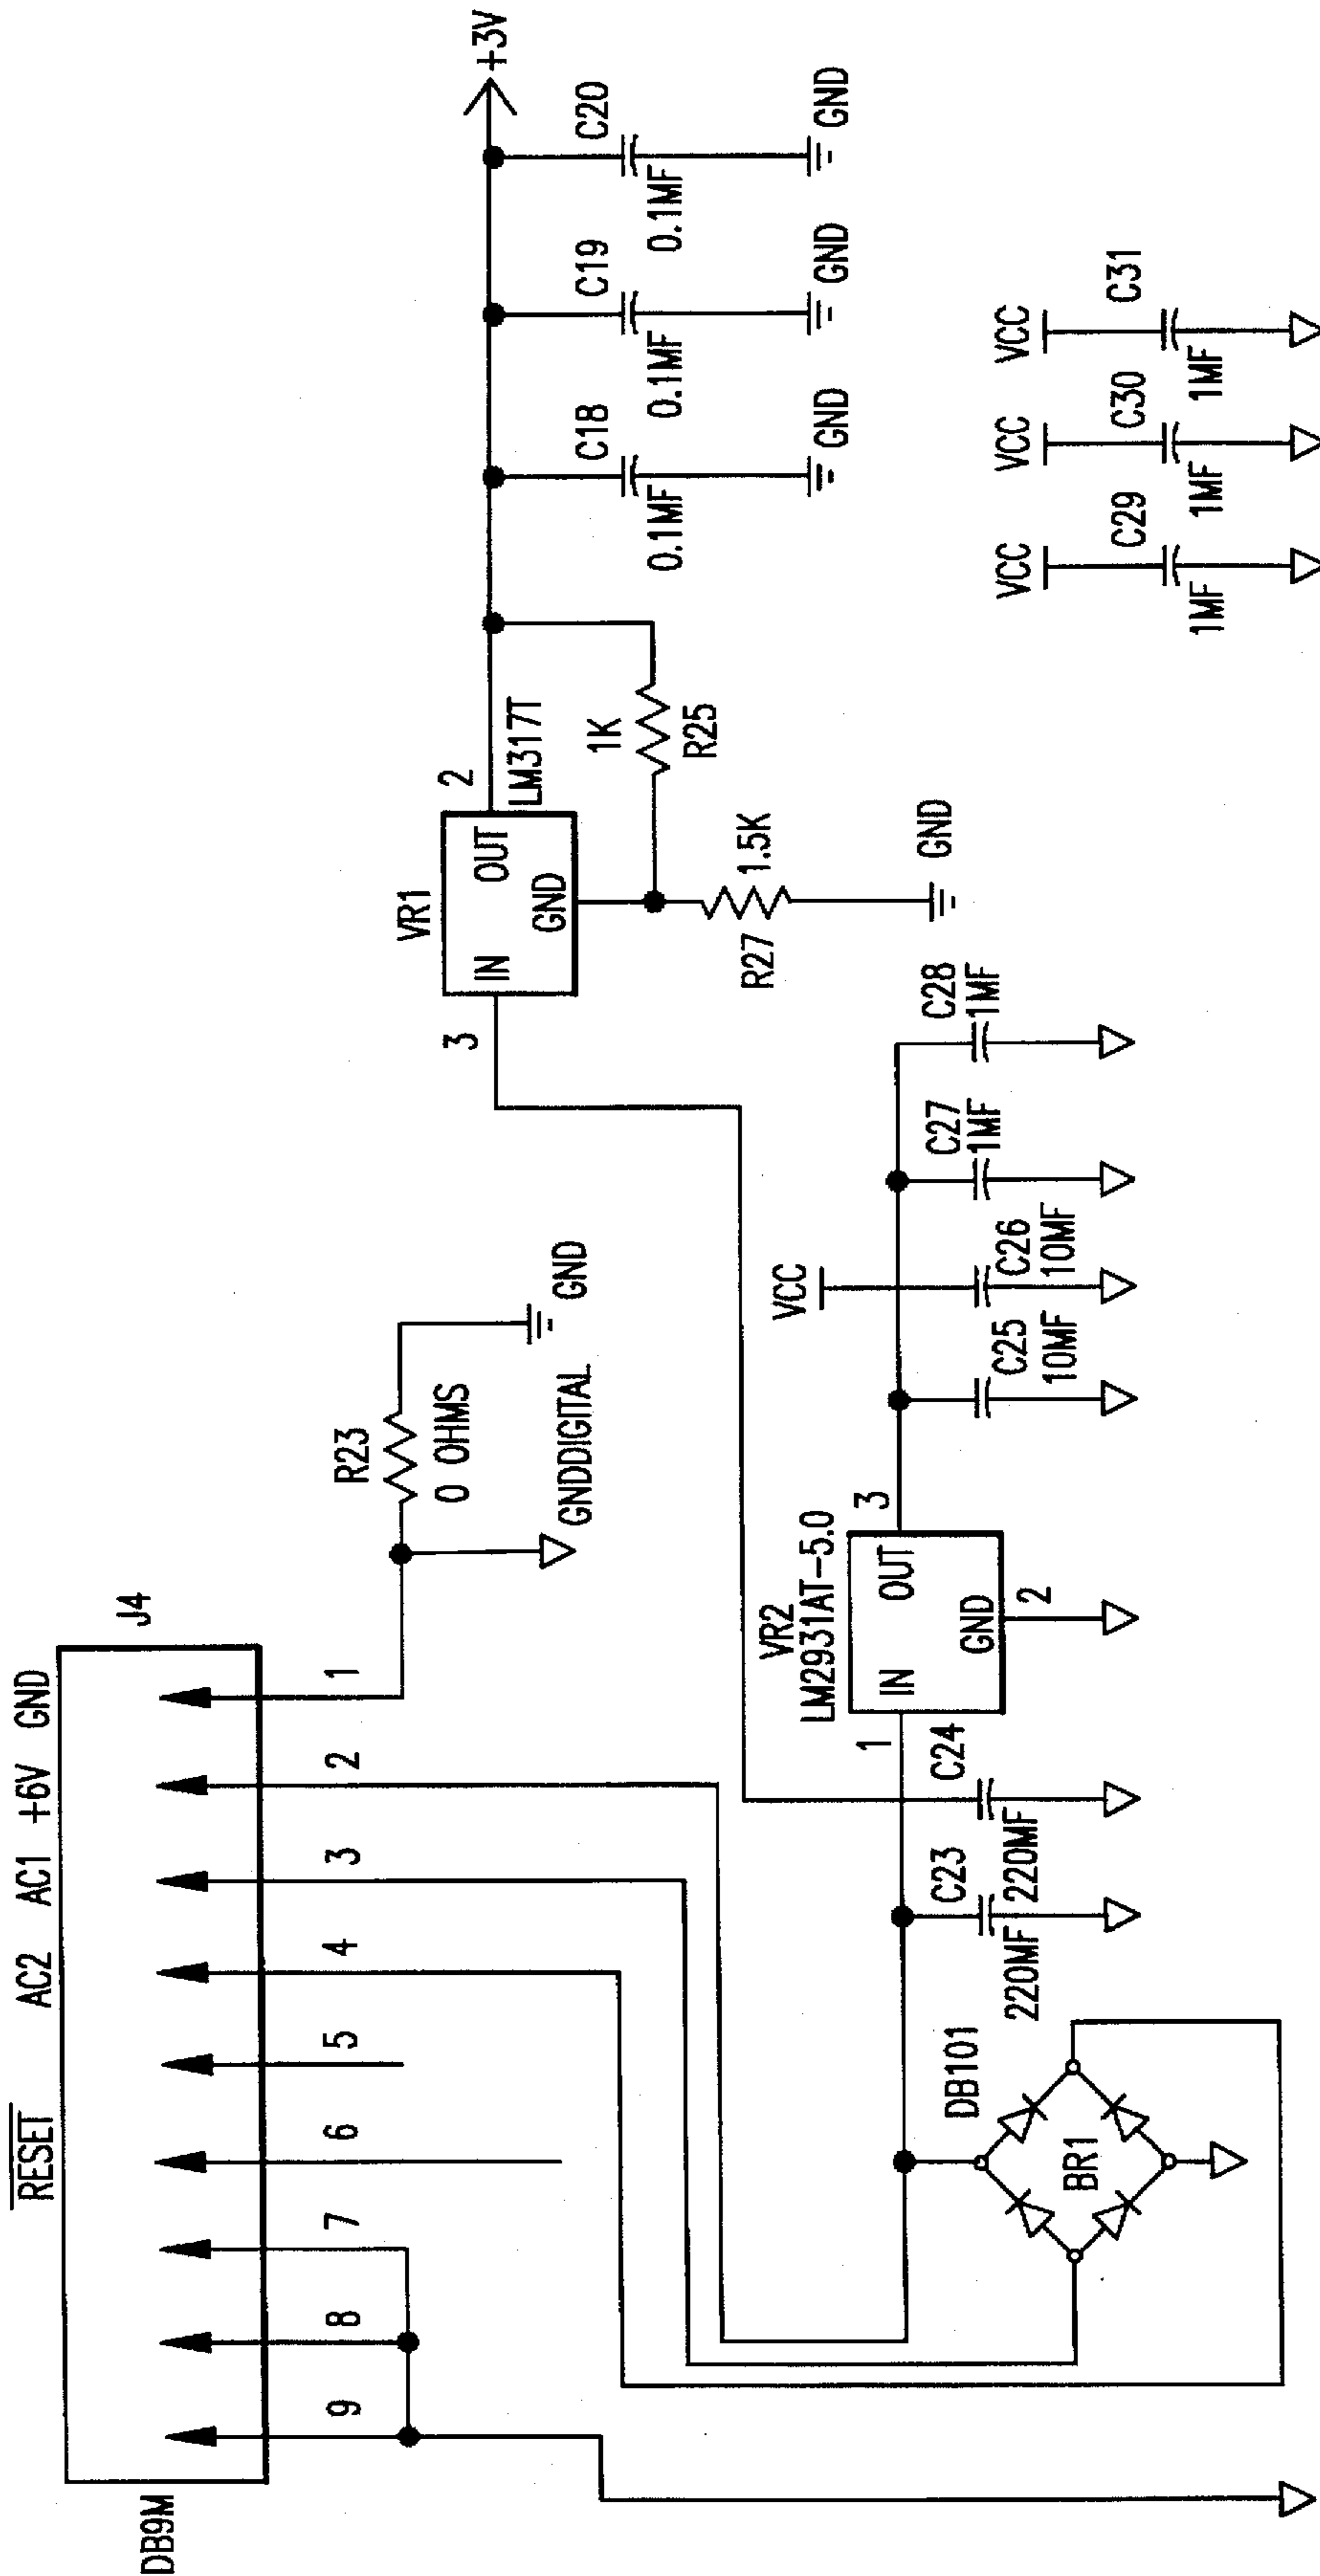 DB9M
J4
RESET
AC2
AC1
+6V
GND
9
8
7
6
5
4
3
2
1
R23
0 OHMS
GND
GNDDIGITAL
VR1
3
IN
OUT
GND
2
LM317T
+3V
1K
R25
R27
1.5K
GND
C18
0.1MF
GND
C19
0.1MF
GND
C20
0.1MF
GND
DB101
BR1
C23
220MF
C24
220MF
VR2
LM2931AT-5.0
1
IN
OUT
GND
2
3
C25
10MF
VCC
C26
10MF
C27
1MF
C28
1MF
VCC
C29
1MF
VCC
C30
1MF
VCC
C31
1MF